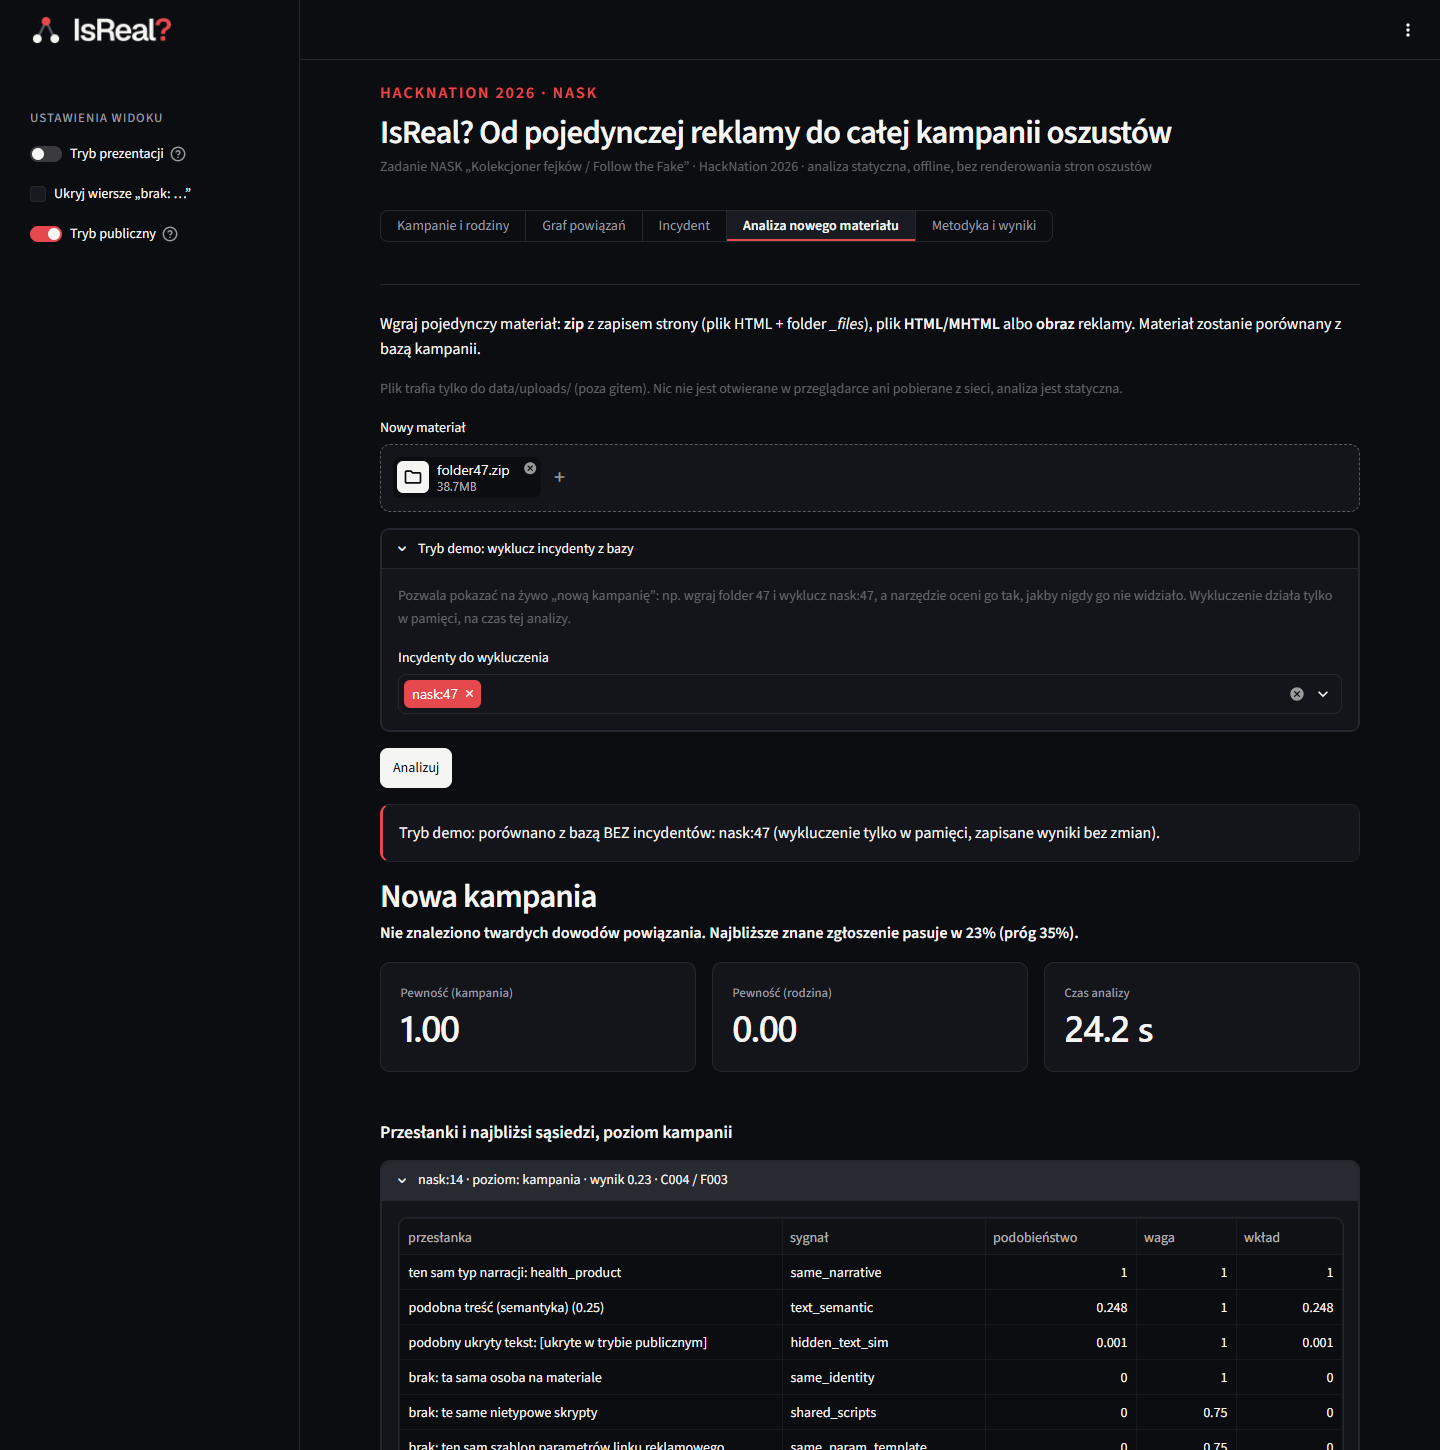 IsReal?
USTAWIENIA WIDOKU
Tryb prezentacji
Ukryj wiersze „brak: ...”
Tryb publiczny
HACKNATION 2026 · NASK
IsReal? Od pojedynczej reklamy do całej kampanii oszustów
Zadanie NASK „Kolekcjoner fejków / Follow the Fake” · HackNation 2026 · analiza statyczna, offline, bez renderowania stron oszustów
Kampanie i rodziny
Graf powiązań
Incydent
Analiza nowego materiału
Metodyka i wyniki
Wgraj pojedynczy materiał: zip z zapisem strony (plik HTML + folder _files), plik HTML/MHTML albo obraz reklamy. Materiał zostanie porównany z
bazą kampanii.
Plik trafia tylko do data/uploads/ (poza gitem). Nic nie jest otwierane w przeglądarce ani pobierane z sieci, analiza jest statyczna.
Nowy materiał
folder47.zip
38.7MB
Tryb demo: wyklucz incydenty z bazy
Pozwala pokazać na żywo „nową kampanię”: np. wgraj folder 47 i wyklucz nask:47, a narzędzie oceni go tak, jakby nigdy go nie widziało. Wykluczenie działa tylko
w pamięci, na czas tej analizy.
Incydenty do wykluczenia
nask:47
Analizuj
Tryb demo: porównano z bazą BEZ incydentów: nask:47 (wykluczenie tylko w pamięci, zapisane wyniki bez zmian).
Nowa kampania
Nie znaleziono twardych dowodów powiązania. Najbliższe znane zgłoszenie pasuje w 23% (próg 35%).
Pewność (kampania)
1.00
Pewność (rodzina)
0.00
Czas analizy
24.2 s
Przesłanki i najbliżsi sąsiedzi, poziom kampanii
nask:14 · poziom: kampania · wynik 0.23 · C004 / F003
przesłanka sygnał podobieństwo waga wkład
ten sam typ narracji: health_product same_narrative 1 1 1
podobna treść (semantyka) (0.25) text_semantic 0.248 1 0.248
podobny ukryty tekst: [ukryte w trybie publicznym] hidden_text_sim 0.001 1 0.001
brak: ta sama osoba na materiale same_identity 0 1 0
brak: te same nietypowe skrypty shared_scripts 0 0.75 0
brak: ten sam szablon parametrów linku reklamowego same_param_template 0 0.75 0